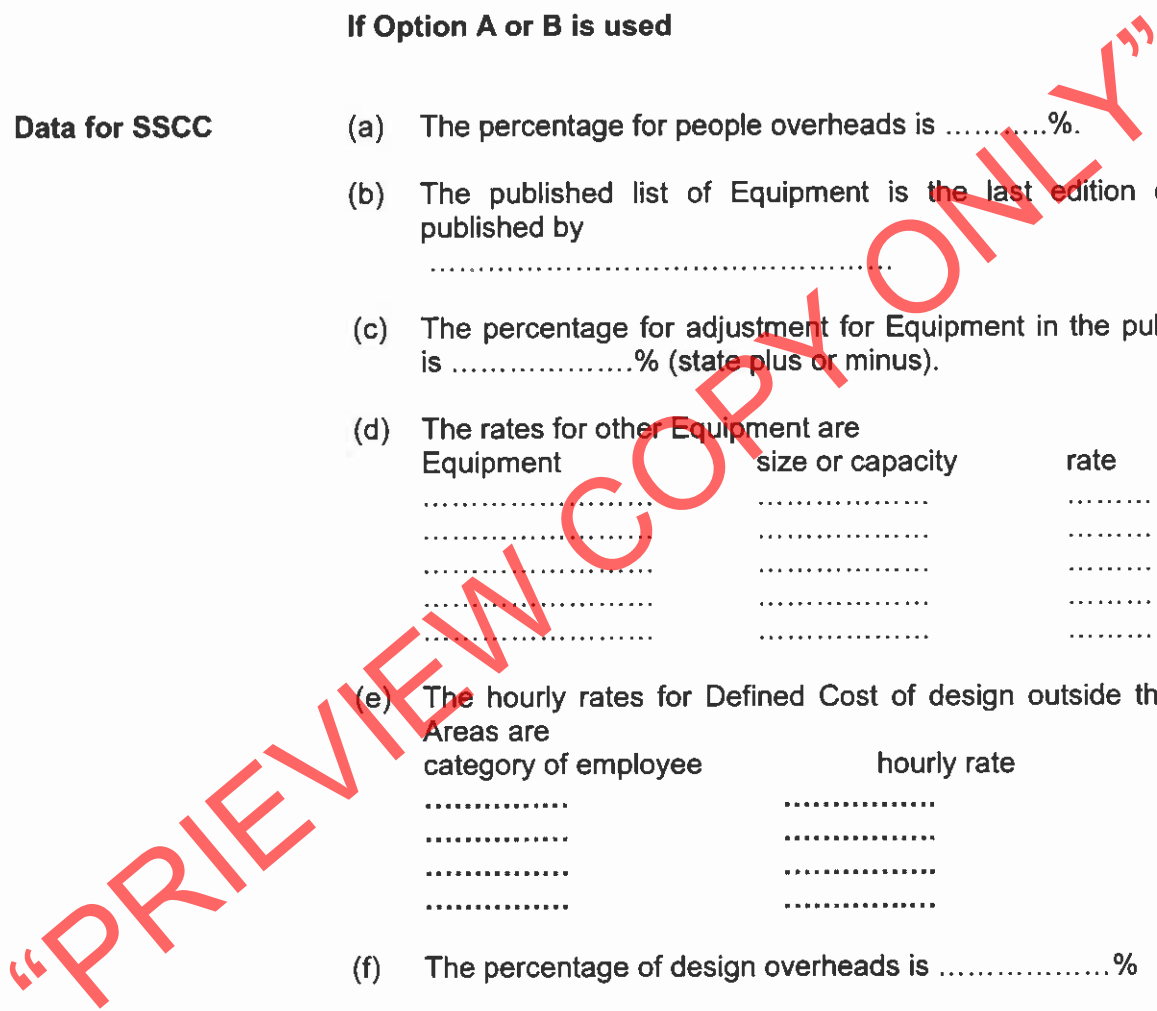 If Option A or B is used
Data for SSCC
(a) The percentage for people overheads is ...........%.
(b) The published list of Equipment is the last edition
published by
................................................
(c) The percentage for adjustment for Equipment in the
is ...................% (state plus or minus).
(d) The rates for other Equipment are
Equipment size or capacity rate
........................ .................. .........
........................ .................. .........
........................ .................. .........
........................ .................. .........
........................ .................. .........
(e) The hourly rates for Defined Cost of design outside
Areas are
category of employee hourly rate
............... ................
............... ................
............... ................
............... ................
(f) The percentage of design overheads is ..................%
“PRIEVIEW COPY ONLY”